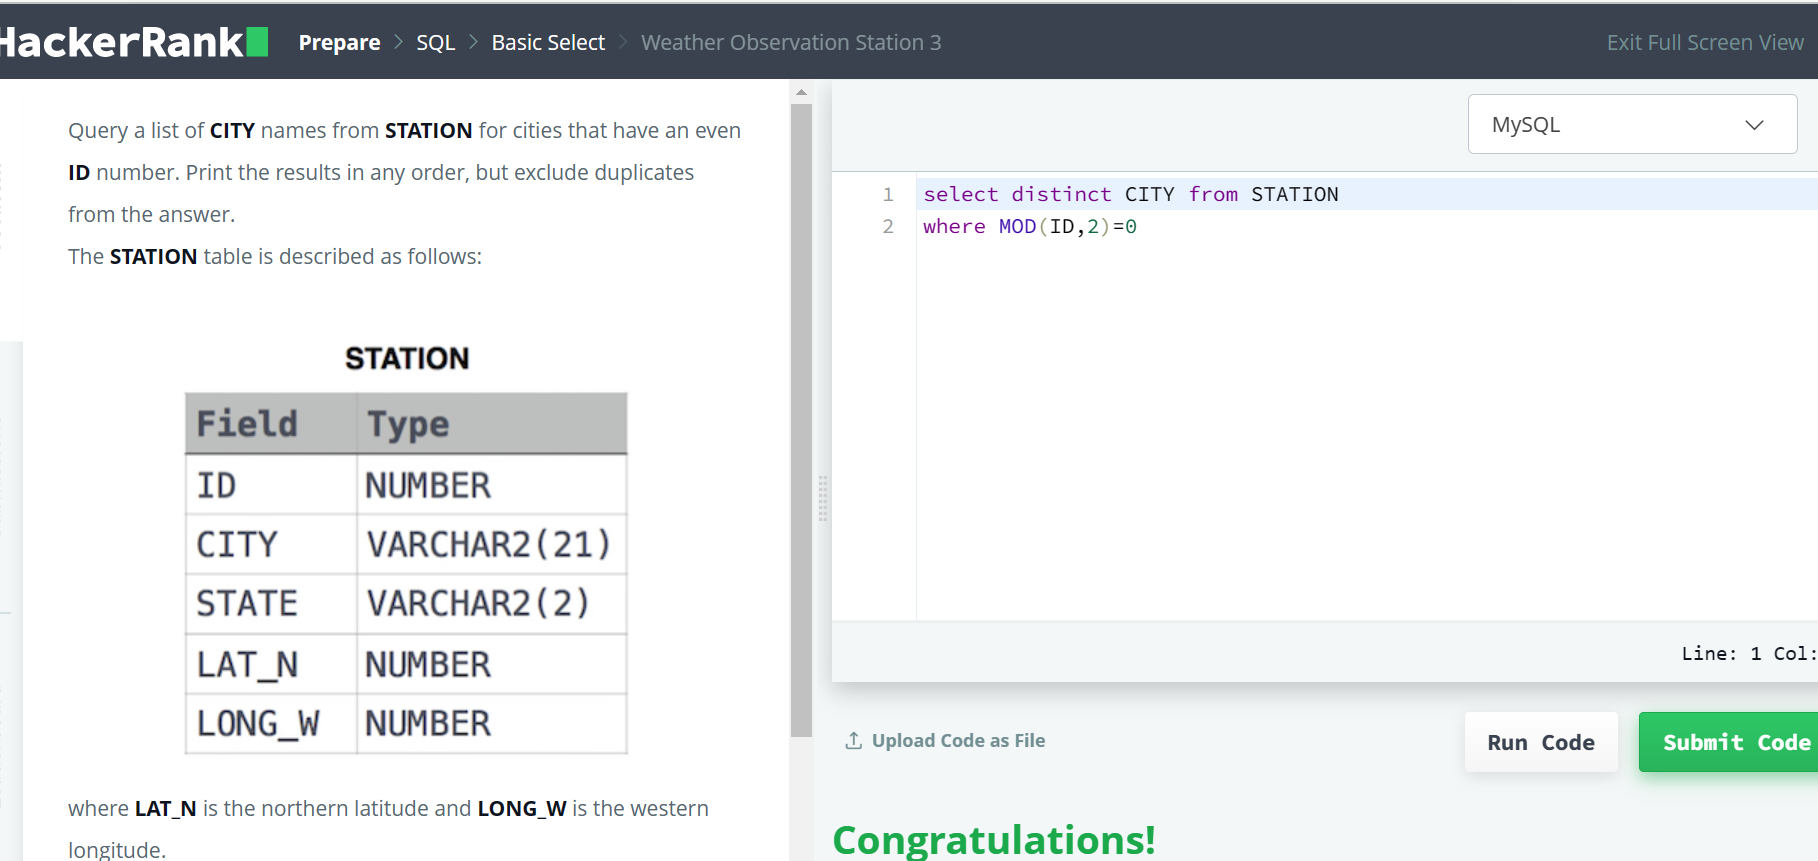 HackerRank Prepare > SQL > Basic Select > Weather Observation Station 3 Exit Full Screen View
Query a list of CITY names from STATION for cities that have an even
ID number. Print the results in any order, but exclude duplicates
from the answer.
The STATION table is described as follows:
STATION
Field Type
ID NUMBER
CITY VARCHAR2(21)
STATE VARCHAR2(2)
LAT_N NUMBER
LONG_W NUMBER
where LAT_N is the northern latitude and LONG_W is the western
longitude.
MySQL
1 select distinct CITY from STATION
2 where MOD(ID,2)=0
Line: 1 Col:
Upload Code as File
Run Code
Submit Code
Congratulations!